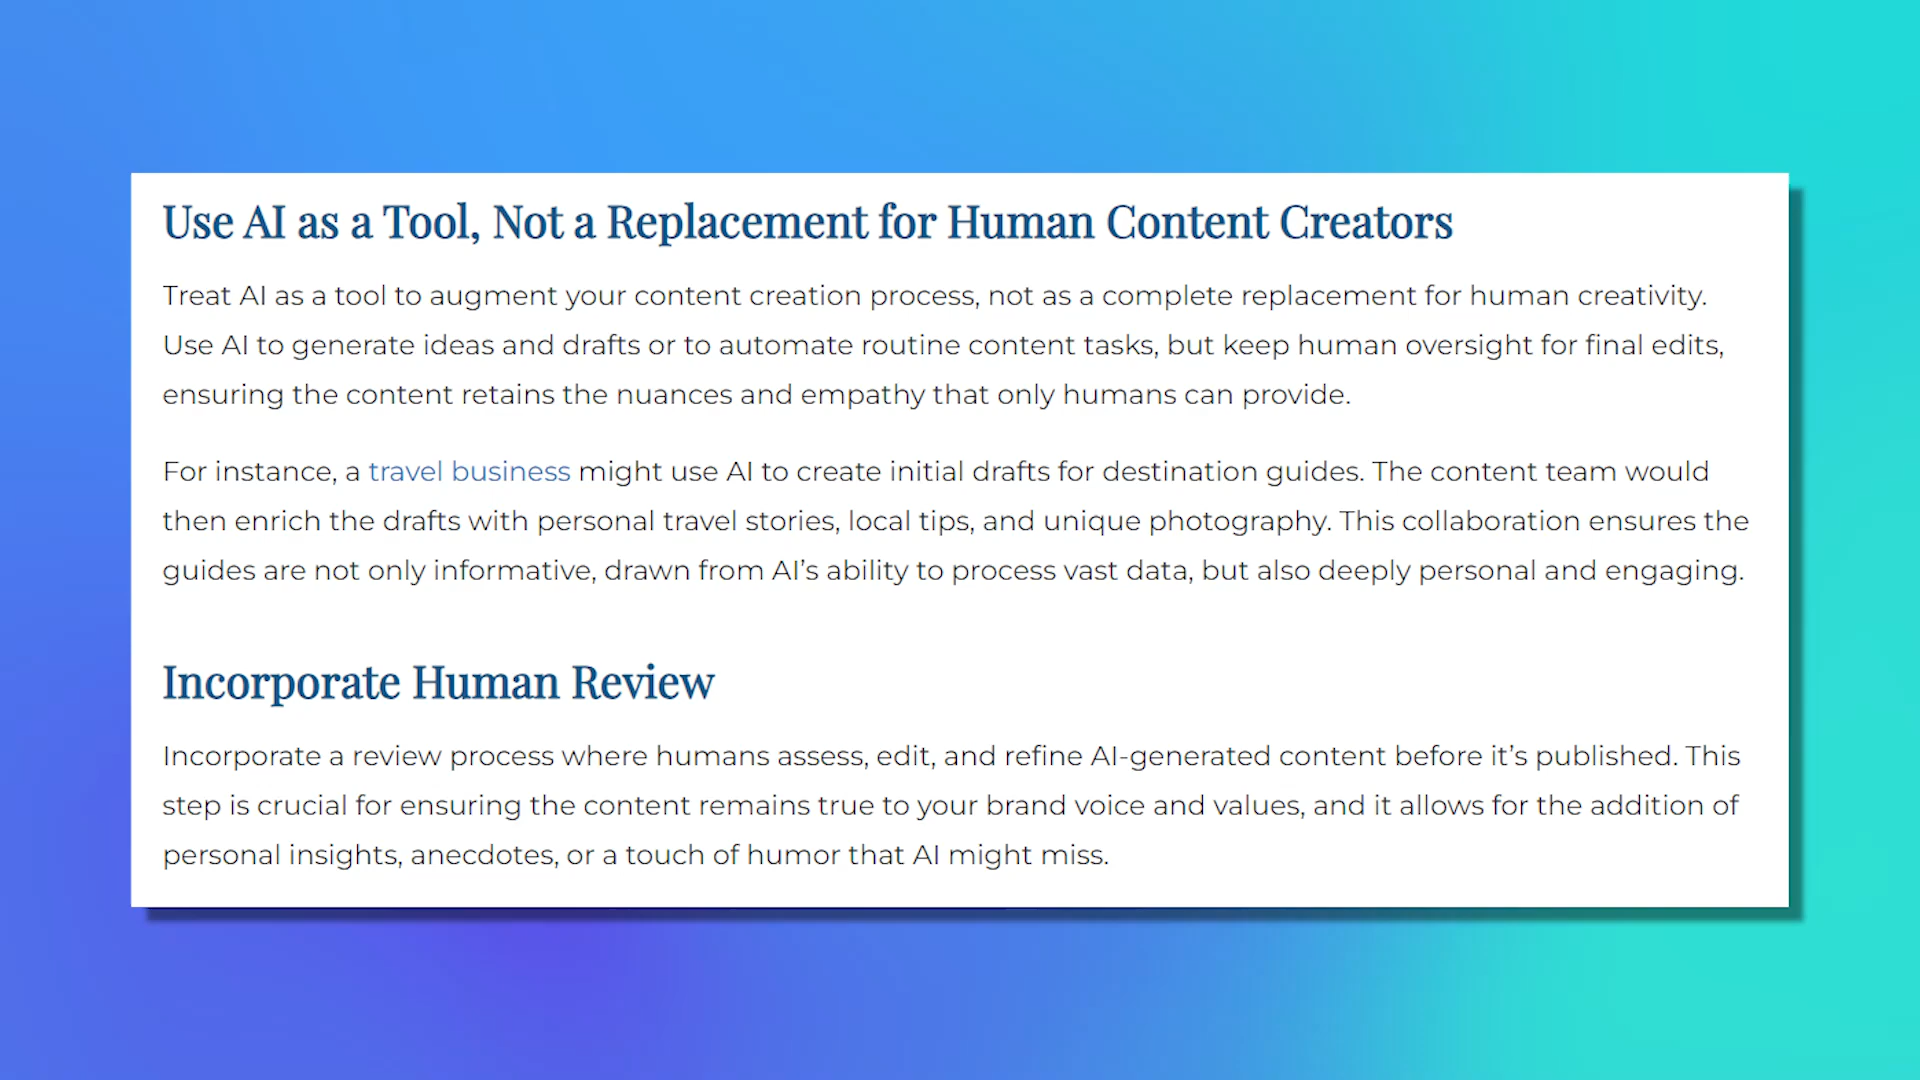 Use AI as a Tool, Not a Replacement for Human Content Creators
Treat AI as a tool to augment your content creation process, not as a complete replacement for human creativity.
Use AI to generate ideas and drafts or to automate routine content tasks, but keep human oversight for final edits,
ensuring the content retains the nuances and empathy that only humans can provide.
For instance, a travel business might use AI to create initial drafts for destination guides. The content team would
then enrich the drafts with personal travel stories, local tips, and unique photography. This collaboration ensures the
guides are not only informative, drawn from AI’s ability to process vast data, but also deeply personal and engaging.
Incorporate Human Review
Incorporate a review process where humans assess, edit, and refine AI-generated content before it’s published. This
step is crucial for ensuring the content remains true to your brand voice and values, and it allows for the addition of
personal insights, anecdotes, or a touch of humor that AI might miss.